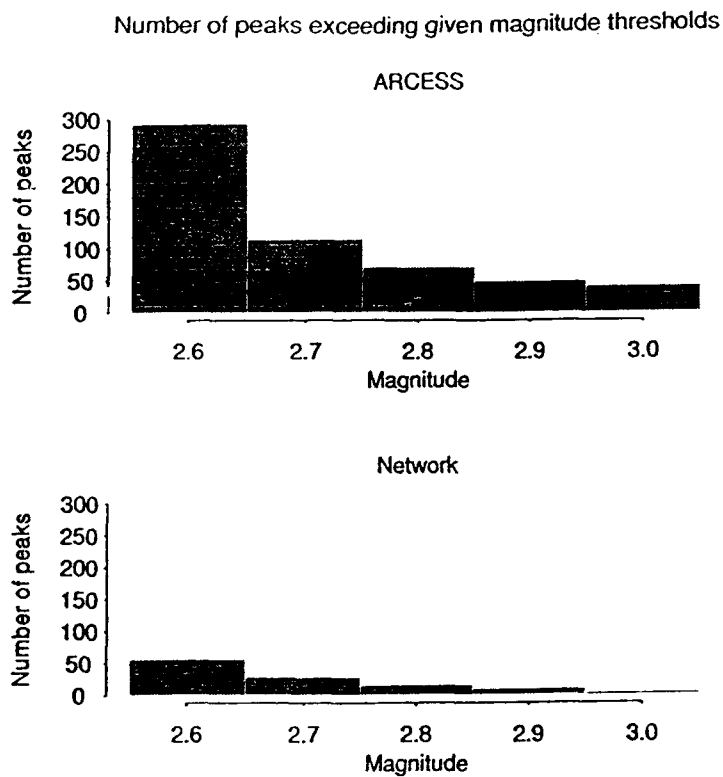 Number of peaks exceeding given magnitude thresholds
ARCESS
Number of peaks
300
250
200
150
100
50
0
2.6 2.7 2.8 2.9 3.0
Magnitude
Network
Number of peaks
300
250
200
150
100
50
0
2.6 2.7 2.8 2.9 3.0
Magnitude